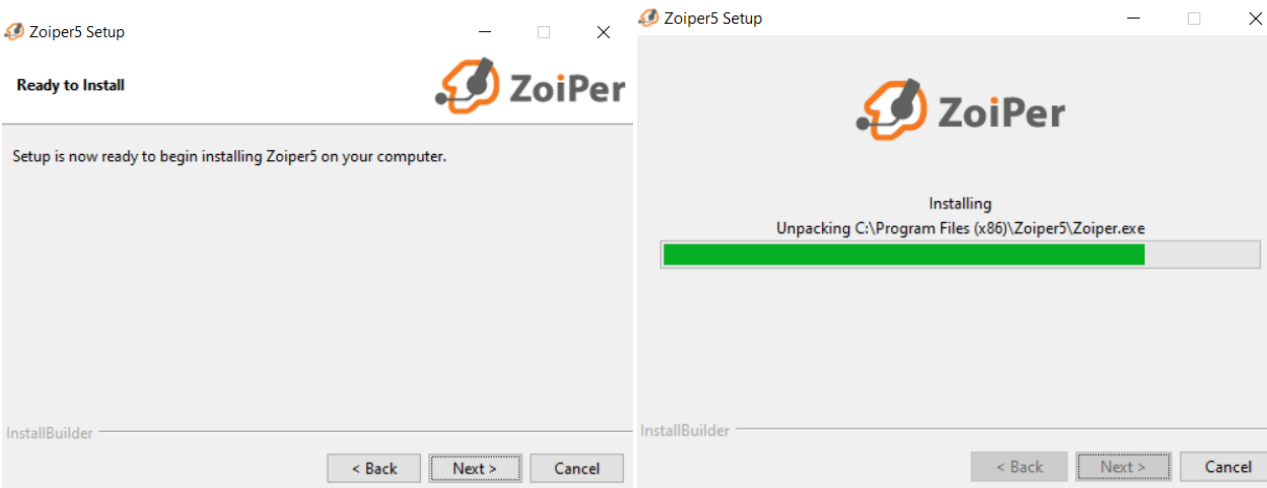 Zoiper5 Setup
Ready to Install
ZoiPer
Setup is now ready to begin installing Zoiper5 on your computer.
InstallBuilder
< Back
Next >
Cancel
Zoiper5 Setup
ZoiPer
Installing
Unpacking C:\Program Files (x86)\Zoiper5\Zoiper.exe
InstallBuilder
< Back
Next >
Cancel